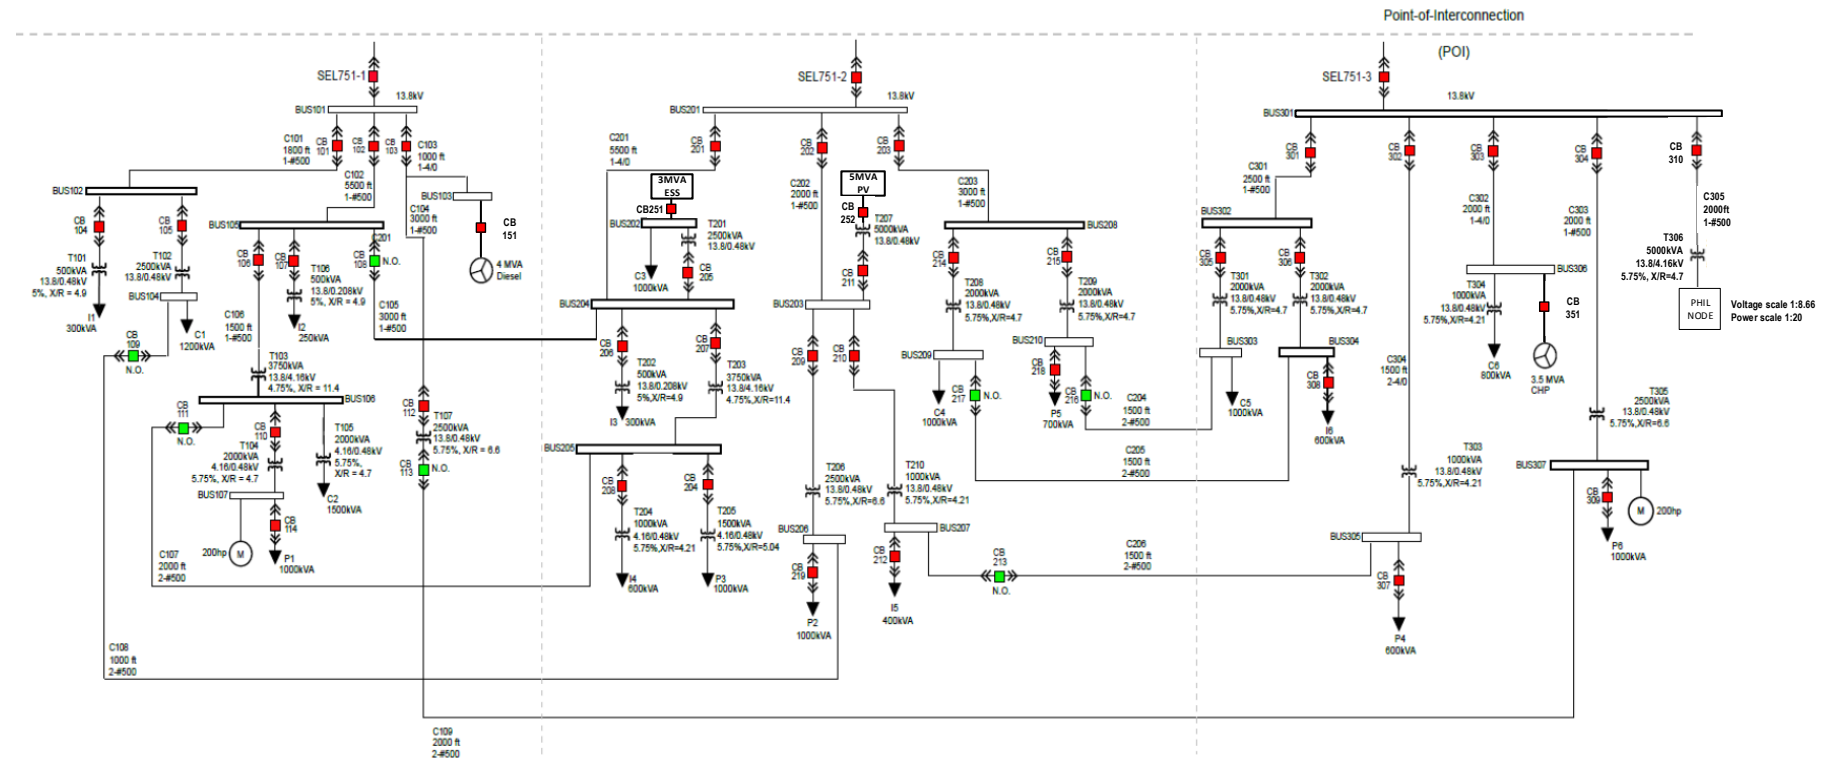 Point-of-Interconnection
(POI)
SEL751-1
13.8kV
BUS101
C101
1800 ft
1-#500
CB
101
CB
102
CB
103
C103
1000 ft
1-4/0
C102
5500 ft
1-#500
BUS102
BUS103
C104
3000 ft
1-#500
CB
104
CB
105
BUS105
C201
CB
151
4 MVA
Diesel
T101
500kVA
13.8/0.48kV
5%, X/R = 4.9
T102
2500kVA
13.8/0.48kV
BUS104
CB
106
CB
107
T106
500kVA
13.8/0.208kV
5%, X/R = 4.9
CB
108
N.O.
I1
300kVA
C1
1200kVA
I2
250kVA
C105
3000 ft
1-#500
C106
1500 ft
1-#500
CB
109
N.O.
T103
3750kVA
13.8/4.16kV
4.75%, X/R = 11.4
BUS106
CB
111
N.O.
CB
110
T104
2000kVA
4.16/0.48kV
5.75%, X/R = 4.7
T105
2000kVA
4.16/0.48kV
5.75%,
X/R = 4.7
CB
112
T107
2500kVA
13.8/0.48kV
5.75%, X/R = 6.6
CB
113
N.O.
BUS107
C2
1500kVA
CB
114
200hp
M
P1
1000kVA
C107
2000 ft
2-#500
C108
1000 ft
2-#500
C109
2000 ft
2-#500
SEL751-2
13.8kV
BUS201
C201
5500 ft
1-4/0
CB
201
CB
202
CB
203
3MVA
ESS
CB251
BUS202
T201
2500kVA
13.8/0.48kV
C3
1000kVA
CB
205
C202
2000 ft
1-#500
5MVA
PV
CB
252
T207
5000kVA
13.8/0.48kV
CB
211
C203
3000 ft
1-#500
BUS208
BUS204
BUS203
CB
214
CB
215
T208
2000kVA
13.8/0.48kV
5.75%,X/R=4.7
T209
2000kVA
13.8/0.48kV
5.75%,X/R=4.7
CB
206
CB
207
T202
500kVA
13.8/0.208kV
5%,X/R=4.9
T203
3750kVA
13.8/4.16kV
4.75%,X/R=11.4
CB
209
CB
210
BUS209
BUS210
I3
300kVA
C4
1000kVA
CB
217
N.O.
CB
218
P5
700kVA
CB
216
N.O.
C204
1500 ft
2-#500
C205
1500 ft
2-#500
BUS205
CB
208
CB
204
T204
1000kVA
4.16/0.48kV
5.75%,X/R=4.21
T205
1500kVA
4.16/0.48kV
5.75%,X/R=5.04
I4
600kVA
P3
1000kVA
T206
2500kVA
13.8/0.48kV
5.75%,X/R=6.6
T210
1000kVA
13.8/0.48kV
5.75%,X/R=4.21
BUS206
BUS207
CB
219
CB
212
P2
1000kVA
I5
400kVA
CB
213
N.O.
C206
1500 ft
2-#500
SEL751-3
13.8kV
BUS301
CB
301
CB
302
CB
303
CB
304
CB
310
C301
2500 ft
1-#500
C302
2000 ft
1-4/0
C303
2000 ft
1-#500
C305
2000ft
1-#500
BUS302
CB
305
CB
306
T301
2000kVA
13.8/0.48kV
5.75%,X/R=4.7
T302
2000kVA
13.8/0.48kV
5.75%,X/R=4.7
BUS306
T306
5000kVA
13.8/4.16kV
5.75%, X/R=4.7
T304
1000kVA
13.8/0.48kV
5.75%,X/R=4.21
CB
351
PHIL
NODE
Voltage scale 1:8.66
Power scale 1:20
BUS303
BUS304
CB
308
C5
1000kVA
I6
600kVA
C304
1500 ft
2-4/0
C6
800kVA
3.5 MVA
CHP
T305
2500kVA
13.8/0.48kV
5.75%,X/R=6.6
T303
1000kVA
13.8/0.48kV
5.75%,X/R=4.21
BUS307
CB
309
M
200hp
P6
1000kVA
BUS305
CB
307
P4
600kVA